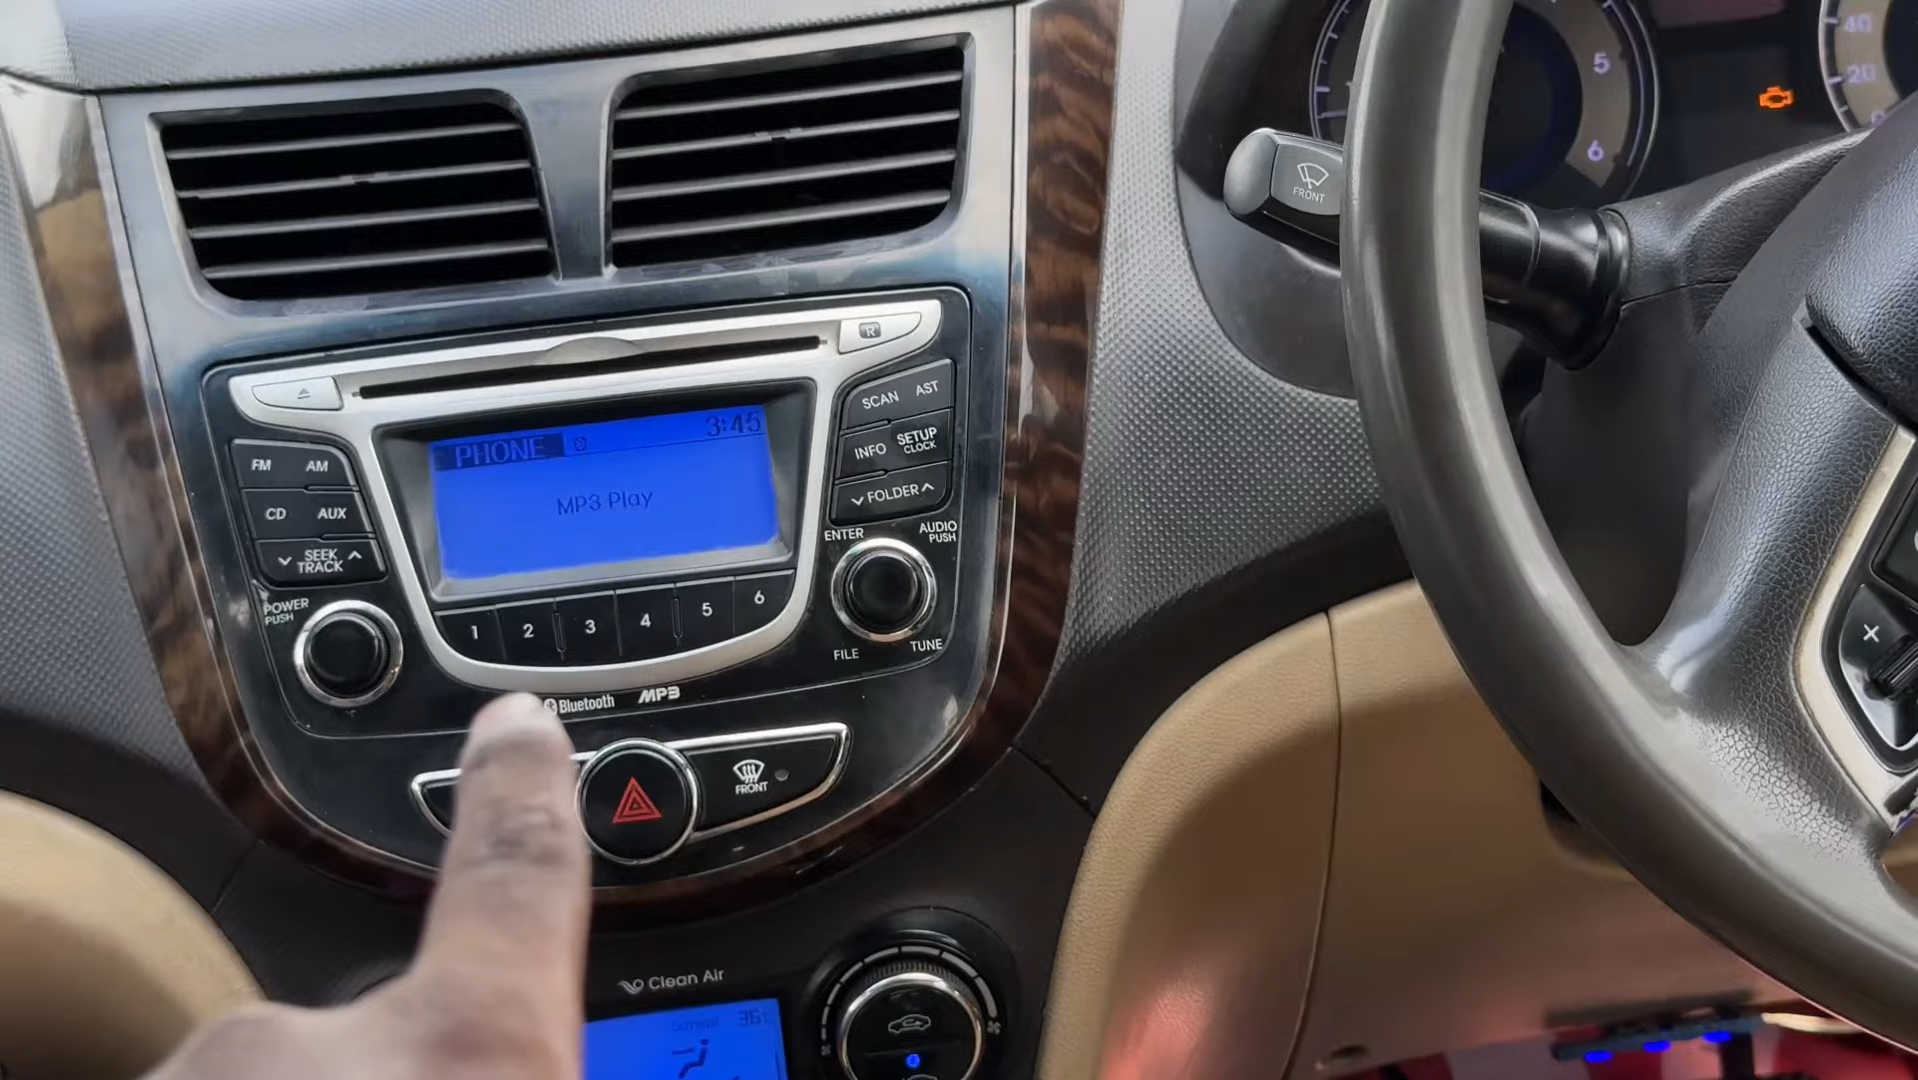 5
6
40
20
FRONT
R
SCAN AST
PHONE 3:45
MP3 Play
FM AM
CD AUX
SEEK
TRACK
INFO SETUP
CLOCK
FOLDER
ENTER AUDIO
PUSH
POWER
PUSH
1 2 3 4 5 6
FILE TUNE
Bluetooth MP3
FRONT
Clean Air
36